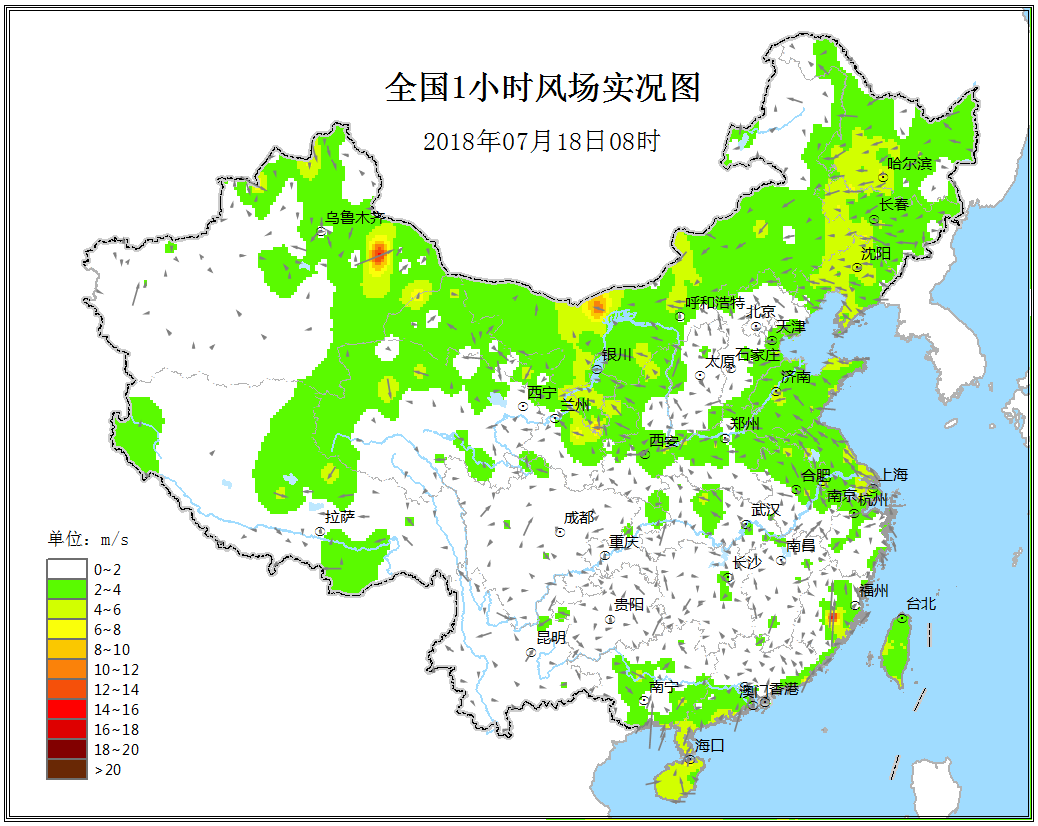 全国1小时风场实况图
2018年07月18日08时
哈尔滨
长春
乌鲁木齐
沈阳
呼和浩特
北京
天津
银川
太原
石家庄
济南
西宁
兰州
郑州
西安
合肥
上海
南京
杭州
拉萨
成都
武汉
重庆
南昌
长沙
贵阳
福州
台北
昆明
南宁
澳门
香港
海口
单位：m/s
0~2
2~4
4~6
6~8
8~10
10~12
12~14
14~16
16~18
18~20
>20